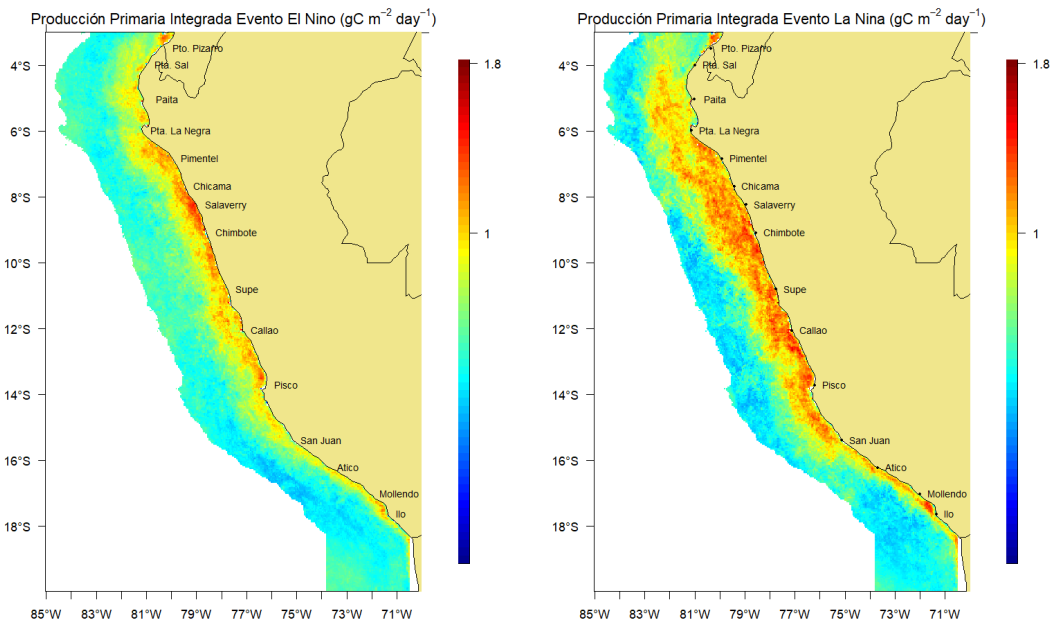 Producción Primaria Integrada Evento El Nino (gC m⁻² day⁻¹)
4°S
6°S
8°S
10°S
12°S
14°S
16°S
18°S
85°W 83°W 81°W 79°W 77°W 75°W 73°W 71°W
Pto. Pizarro
Pta. Sal
Paita
Pta. La Negra
Pimentel
Chicama
Salaverry
Chimbote
Supe
Callao
Pisco
San Juan
Atico
Mollendo
Ilo
1.8
1
Producción Primaria Integrada Evento La Nina (gC m⁻² day⁻¹)
4°S
6°S
8°S
10°S
12°S
14°S
16°S
18°S
85°W 83°W 81°W 79°W 77°W 75°W 73°W 71°W
Pto. Pizarro
Pta. Sal
Paita
Pta. La Negra
Pimentel
Chicama
Salaverry
Chimbote
Supe
Callao
Pisco
San Juan
Atico
Mollendo
Ilo
1.8
1